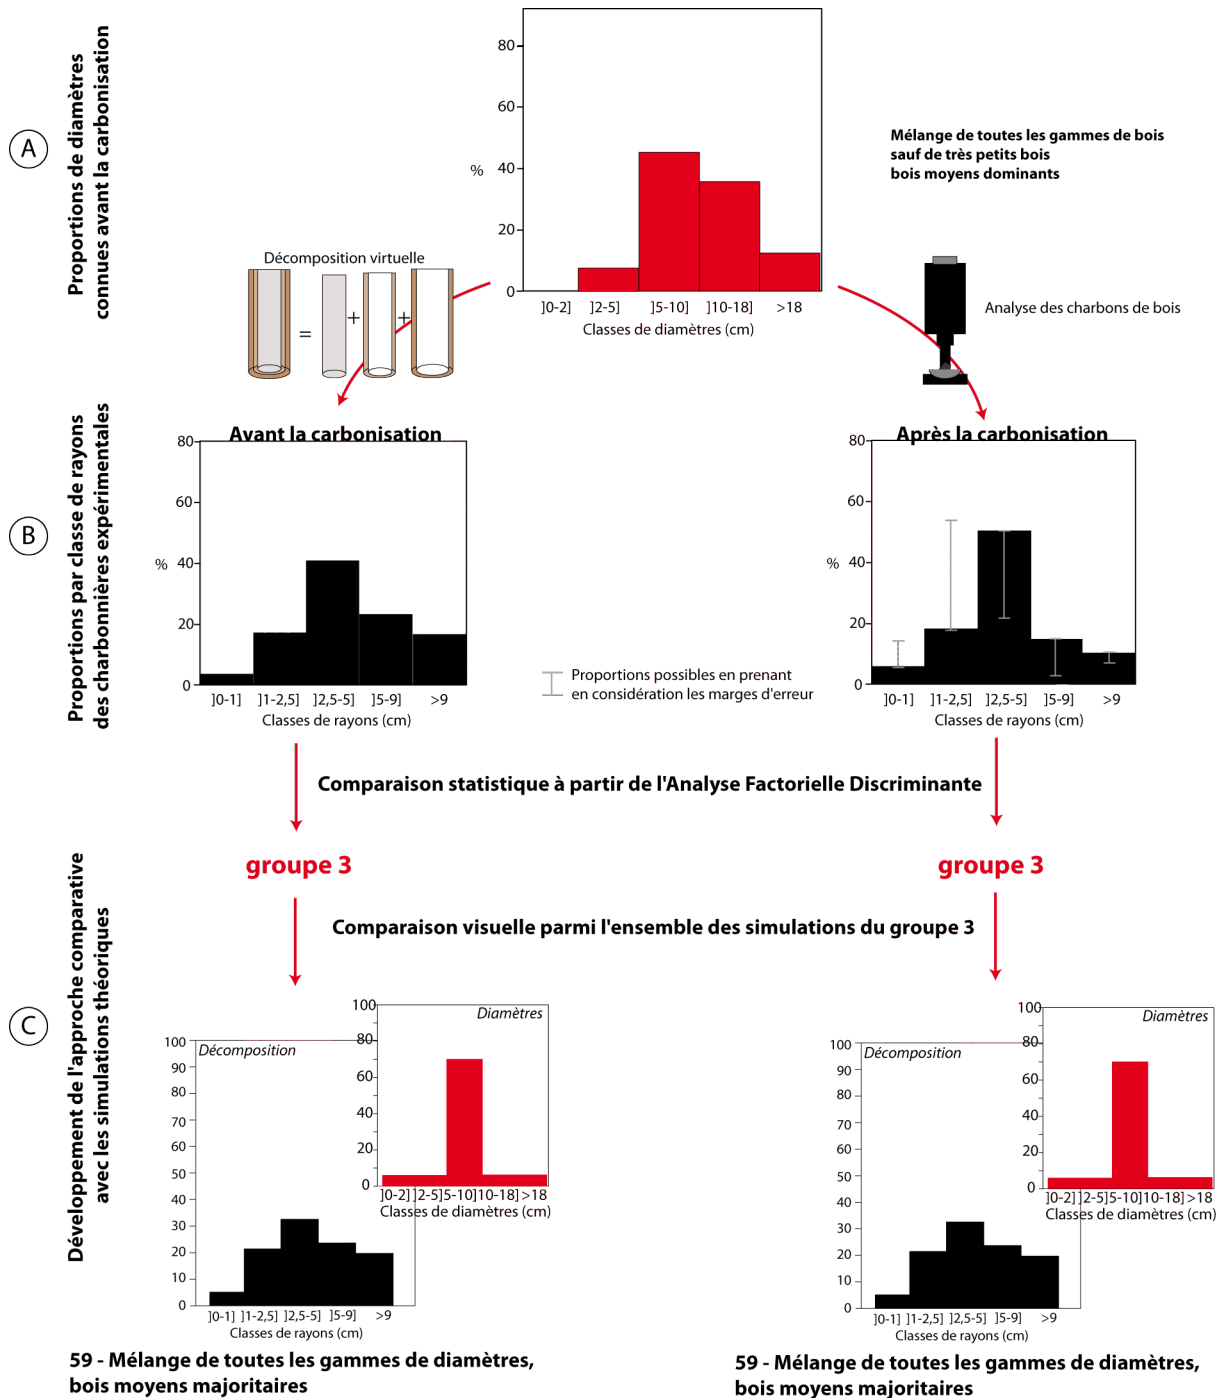 A
Proportions de diamètres
connues avant la carbonisation
80
60
40
%
20
0
]0-2]
]2-5]
]5-10]
]10-18]
>18
Classes de diamètres (cm)
Mélange de toutes les gammes de bois
sauf de très petits bois
bois moyens dominants
Décomposition virtuelle
=
+
+
Analyse des charbons de bois
B
Proportions par classe de rayons
des charbonnières expérimentales
Avant la carbonisation
80
60
40
%
20
0
]0-1]
]1-2,5]
]2,5-5]
]5-9]
>9
Classes de rayons (cm)
Proportions possibles en prenant
en considération les marges d'erreur
Après la carbonisation
80
60
40
%
20
0
]0-1]
]1-2,5]
]2,5-5]
]5-9]
>9
Classes de rayons (cm)
Comparaison statistique à partir de l'Analyse Factorielle Discriminante
groupe 3
groupe 3
Comparaison visuelle parmi l'ensemble des simulations du groupe 3
C
Développement de l'approche comparative
avec les simulations théoriques
Décomposition
100
90
80
70
60
50
40
30
20
10
0
]0-1]
]1-2,5]
]2,5-5]
]5-9]
>9
Classes de rayons (cm)
Diamètres
100
80
60
40
20
0
]0-2]
]2-5]
]5-10]
]10-18]
>18
Classes de diamètres (cm)
59 - Mélange de toutes les gammes de diamètres,
bois moyens majoritaires
Décomposition
100
90
80
70
60
50
40
30
20
10
0
]0-1]
]1-2,5]
]2,5-5]
]5-9]
>9
Classes de rayons (cm)
Diamètres
100
80
60
40
20
0
]0-2]
]2-5]
]5-10]
]10-18]
>18
Classes de diamètres (cm)
59 - Mélange de toutes les gammes de diamètres,
bois moyens majoritaires